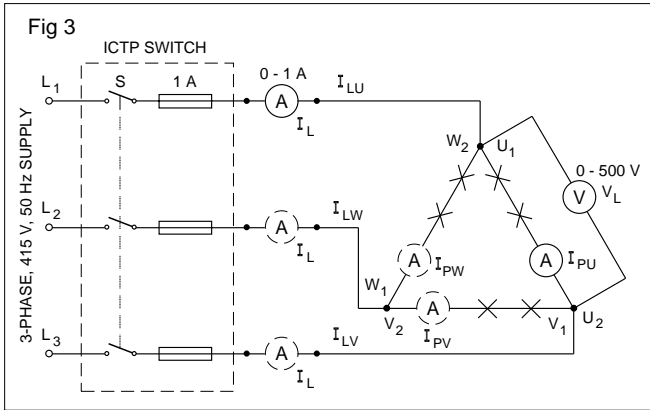 Fig 3
ICTP SWITCH
L1 S 1 A 0 - 1 A
A
IL
ILU
W2 U1
0 - 500 V
V VL
L2
A
IL
ILW
A IPW
A IPU
W1
V2
A
IPV
V1 U2
L3
A
IL
ILV
3-PHASE, 415 V, 50 Hz SUPPLY